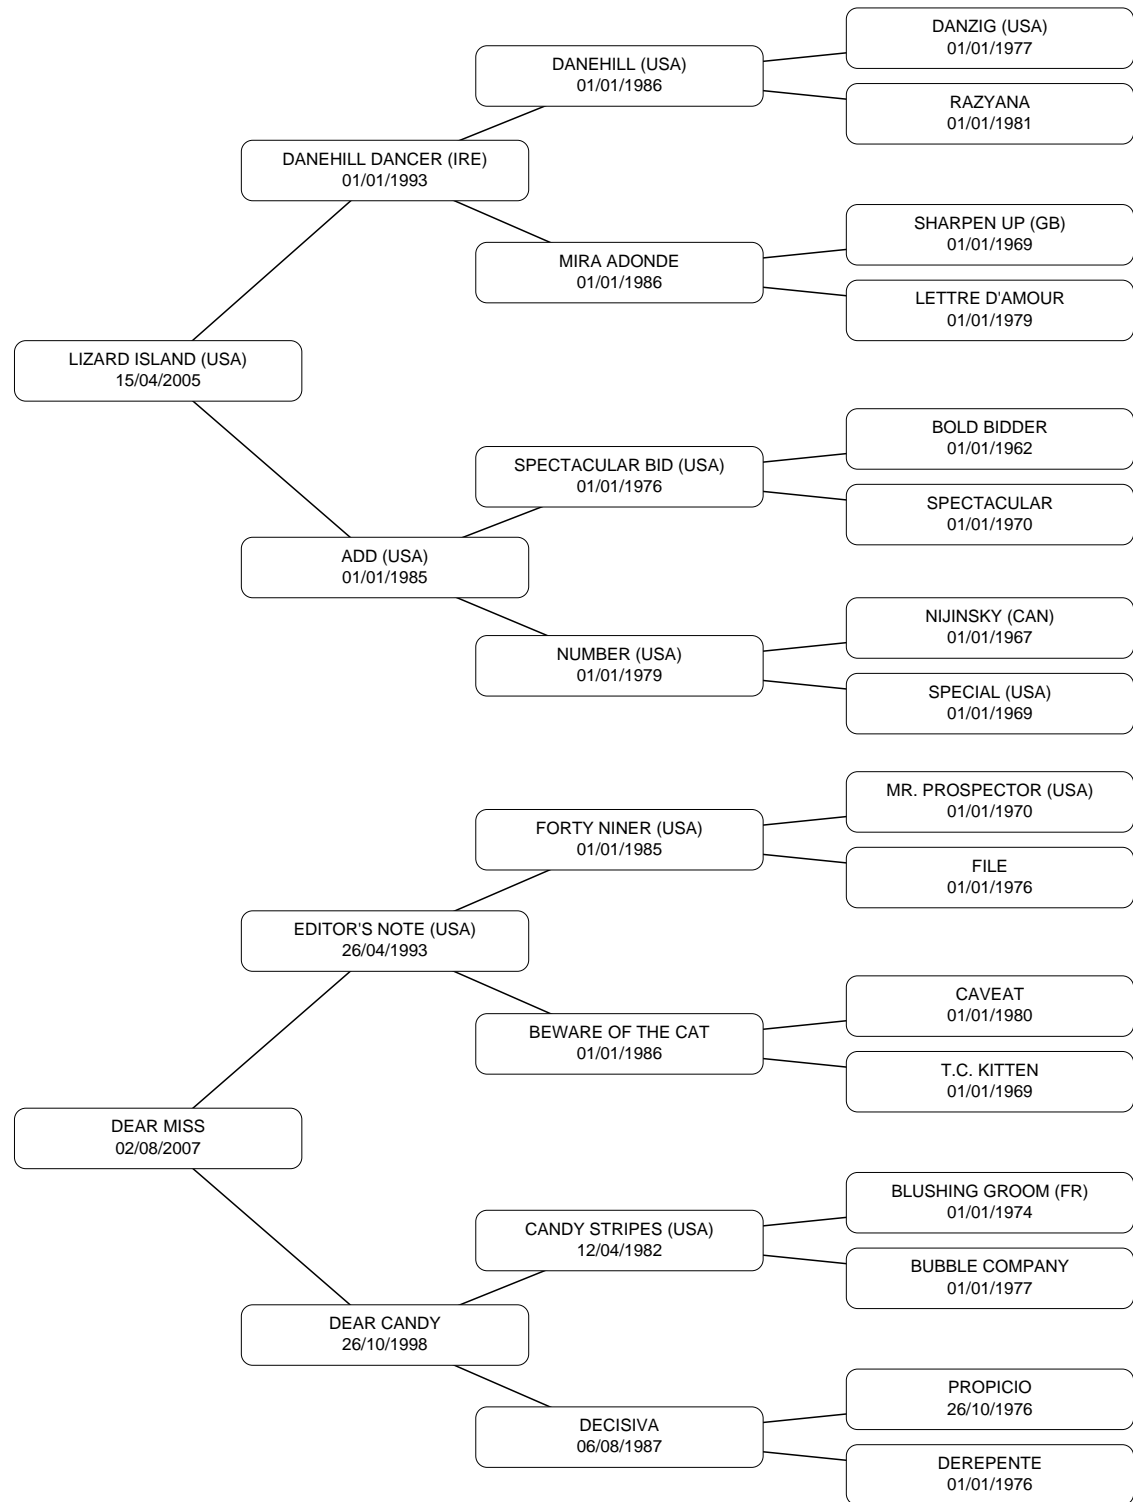 DANZIG (USA)
01/01/1977
DANEHILL (USA)
01/01/1986
RAZYANA
01/01/1981
DANEHILL DANCER (IRE)
01/01/1993
SHARPEN UP (GB)
01/01/1969
MIRA ADONDE
01/01/1986
LETTRE D'AMOUR
01/01/1979
LIZARD ISLAND (USA)
15/04/2005
BOLD BIDDER
01/01/1962
SPECTACULAR BID (USA)
01/01/1976
SPECTACULAR
01/01/1970
ADD (USA)
01/01/1985
NIJINSKY (CAN)
01/01/1967
NUMBER (USA)
01/01/1979
SPECIAL (USA)
01/01/1969
MR. PROSPECTOR (USA)
01/01/1970
FORTY NINER (USA)
01/01/1985
FILE
01/01/1976
EDITOR'S NOTE (USA)
26/04/1993
CAVEAT
01/01/1980
BEWARE OF THE CAT
01/01/1986
T.C. KITTEN
01/01/1969
DEAR MISS
02/08/2007
BLUSHING GROOM (FR)
01/01/1974
CANDY STRIPES (USA)
12/04/1982
BUBBLE COMPANY
01/01/1977
DEAR CANDY
26/10/1998
PROPICIO
26/10/1976
DECISIVA
06/08/1987
DEREPENTE
01/01/1976